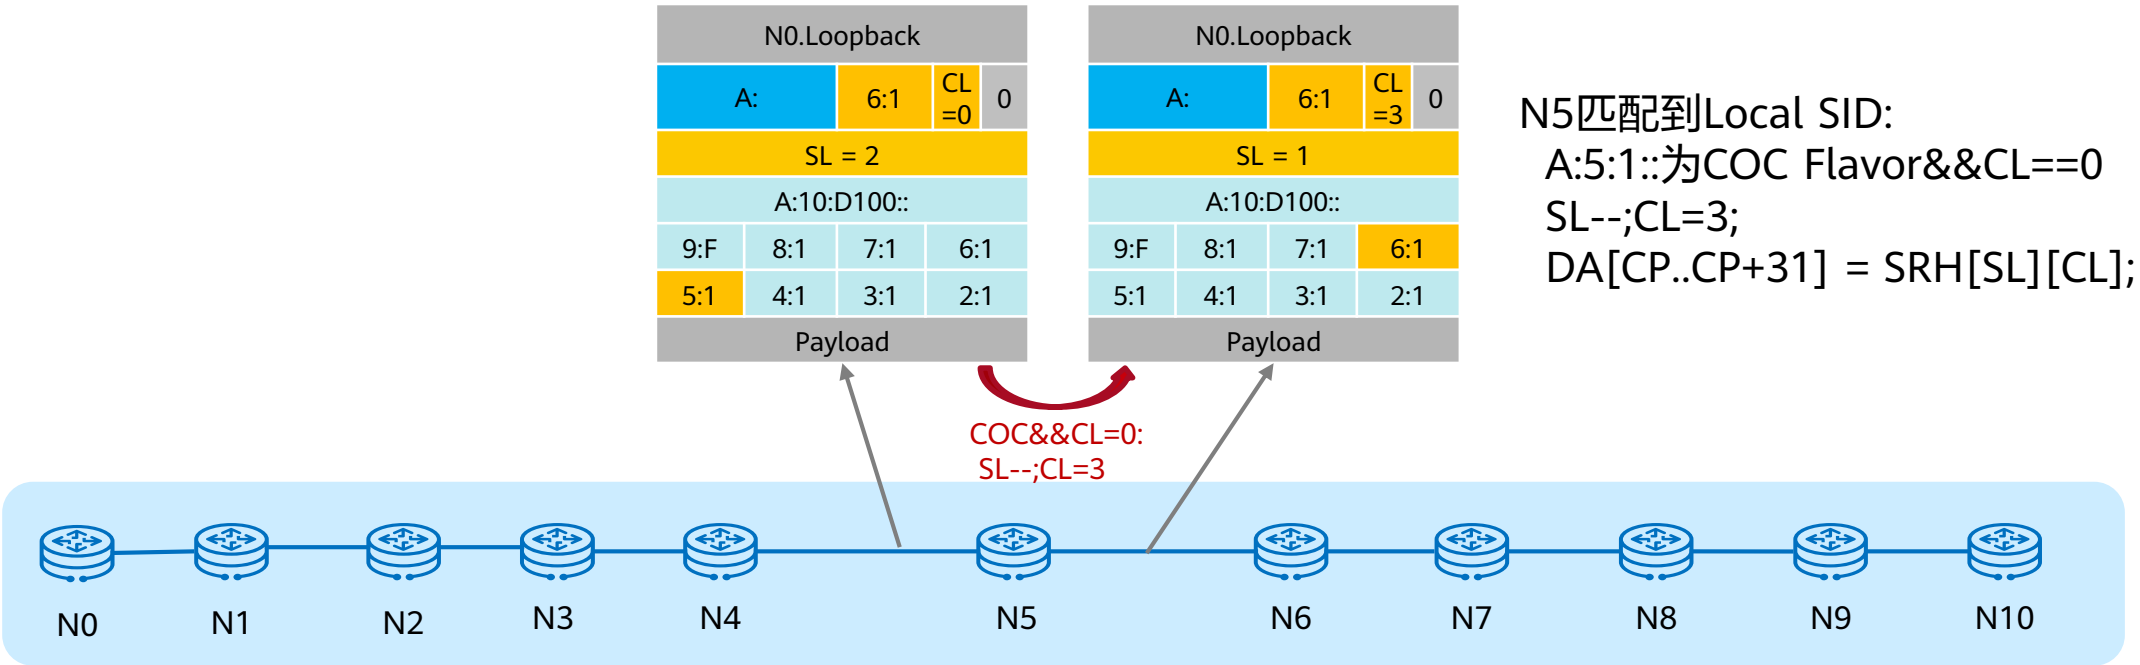 N0.Loopback
A: 6:1 CL =0 0
SL = 2
A:10:D100::
9:F 8:1 7:1 6:1
5:1 4:1 3:1 2:1
Payload
N0.Loopback
A: 6:1 CL =3 0
SL = 1
A:10:D100::
9:F 8:1 7:1 6:1
5:1 4:1 3:1 2:1
Payload
N5匹配到Local SID:
A:5:1::为COC Flavor&&CL==0
SL--;CL=3;
DA[CP..CP+31] = SRH[SL][CL];
COC&&CL=0:
SL--;CL=3
N0 N1 N2 N3 N4 N5 N6 N7 N8 N9 N10